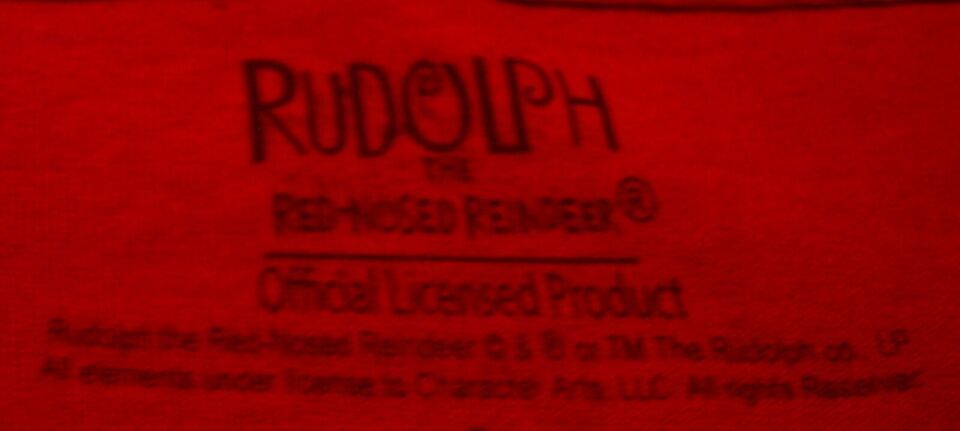 RUDOLPH
THE
RED-NOSED REINDEER®
Official Licensed Product
Rudolph the Red-Nosed Reindeer © & ® or TM The Rudolph co. LP
All elements under license to Character Arts, LLC All rights Reserved